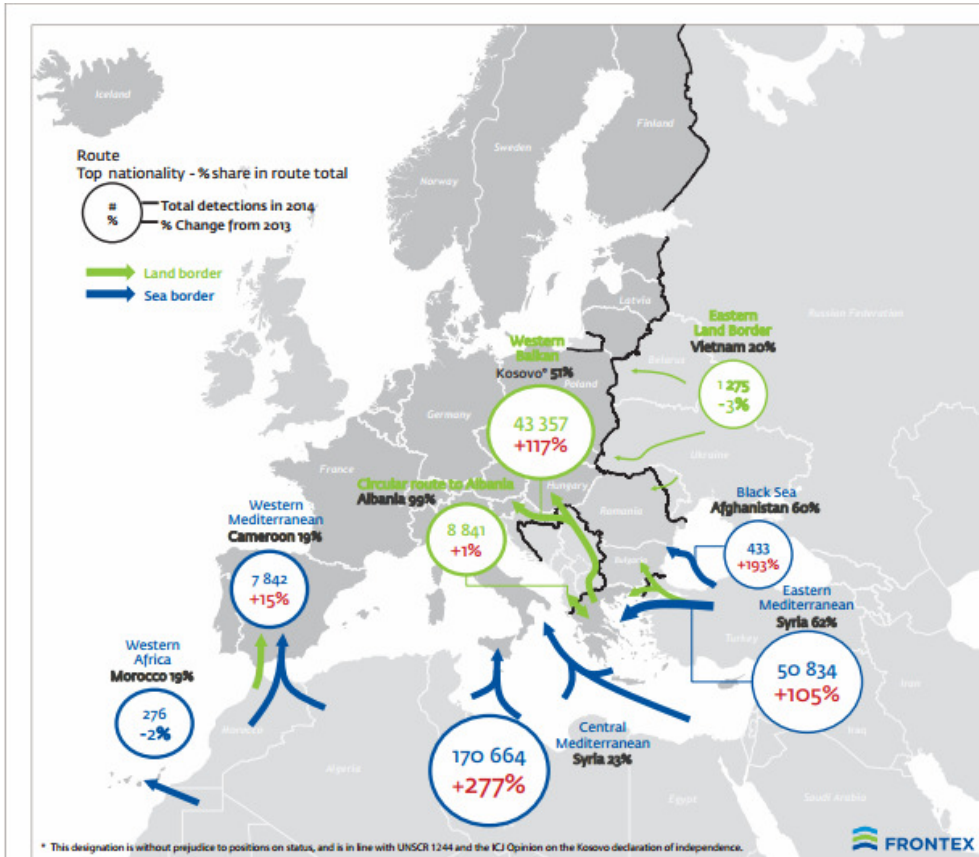 Iceland
Finland
Sweden
Norway
Route
Top nationality - % share in route total
#
%
Total detections in 2014
% Change from 2013
Land border
Sea border
Latvia
Russian Federation
Eastern
Land Border
Vietnam 20%
1 275
-3%
Belarus
Western
Balkan
Kosovo* 51%
Poland
43 357
+117%
Germany
Ukraine
France
Circular route to Albania
Albania 99%
8 841
+1%
Hungary
Romania
Black Sea
Afghanistan 60%
433
+193%
Western
Mediterranean
Cameroon 19%
7 842
+15%
Bulgaria
Eastern
Mediterranean
Syria 62%
50 834
+105%
Turkey
Western
Africa
Morocco 19%
276
-2%
Morocco
Algeria
170 664
+277%
Central
Mediterranean
Syria 23%
Egypt
Iraq
Iran
Saudi Arabia
* This designation is without prejudice to positions on status, and is in line with UNSCR 1244 and the ICJ Opinion on the Kosovo declaration of independence.
FRONTEX